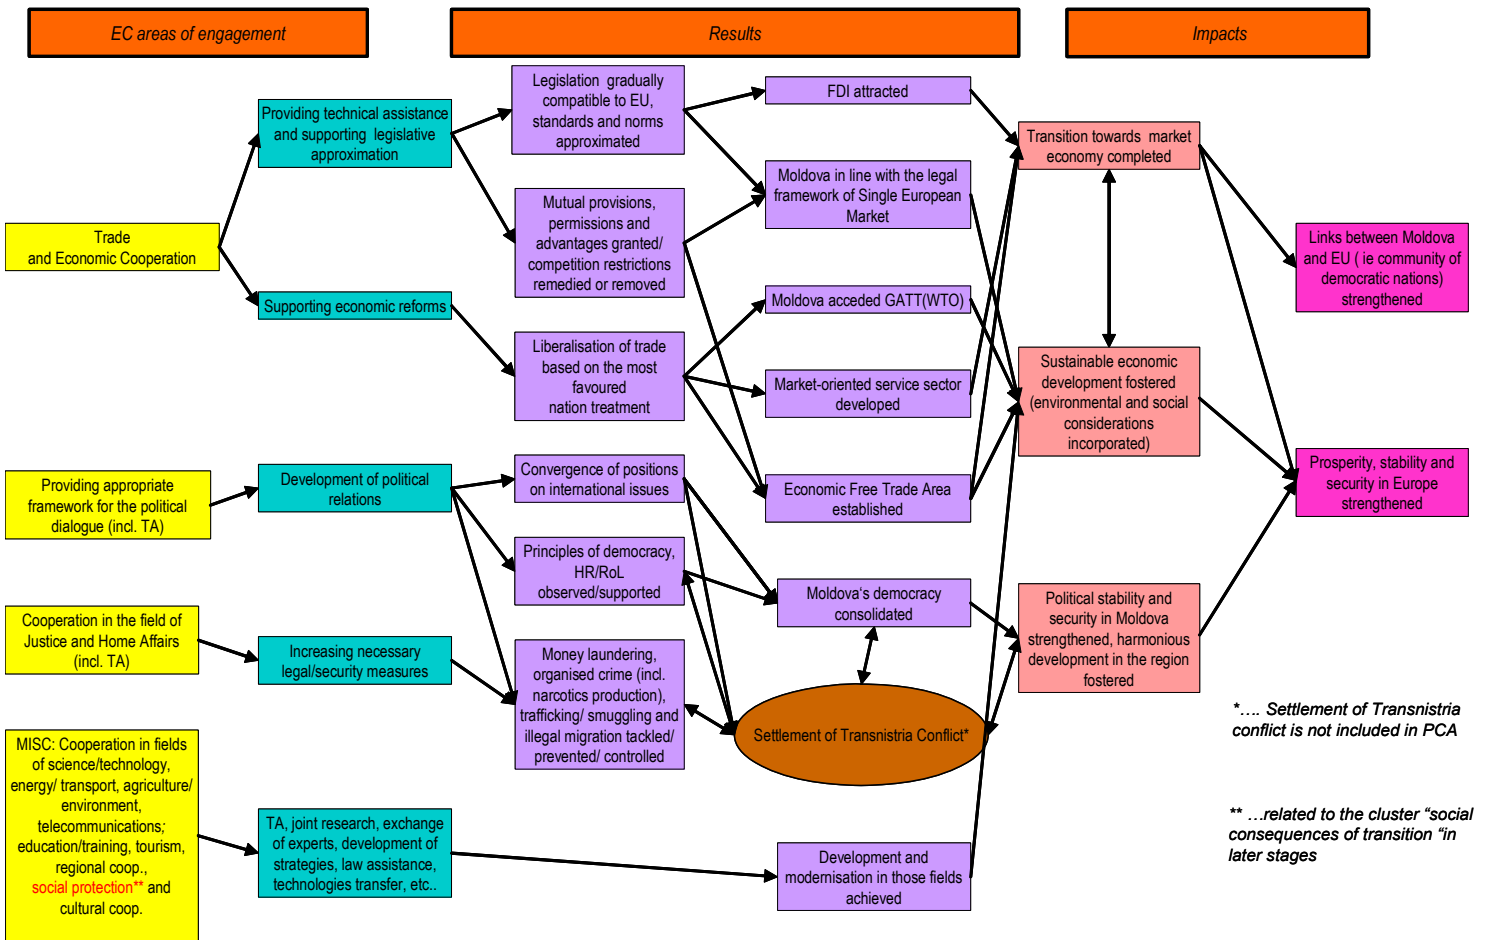 EC areas of engagement
Results
Impacts
Trade
and Economic Cooperation
Providing appropriate
framework for the political
dialogue (incl. TA)
Cooperation in the field of
Justice and Home Affairs
(incl. TA)
MISC: Cooperation in fields
of science/technology,
energy/ transport, agriculture/
environment,
telecommunications;
education/training, tourism,
regional coop.,
social protection** and
cultural coop.
Providing technical assistance
and supporting legislative
approximation
Supporting economic reforms
Development of political
relations
Increasing necessary
legal/security measures
TA, joint research, exchange
of experts, development of
strategies, law assistance,
technologies transfer, etc..
Legislation gradually
compatible to EU,
standards and norms
approximated
Mutual provisions,
permissions and
advantages granted/
competition restrictions
remedied or removed
Liberalisation of trade
based on the most
favoured
nation treatment
Convergence of positions
on international issues
Principles of democracy,
HR/RoL
observed/supported
Money laundering,
organised crime (incl.
narcotics production),
trafficking/ smuggling and
illegal migration tackled/
prevented/ controlled
FDI attracted
Moldova in line with the legal
framework of Single European
Market
Moldova acceded GATT(WTO)
Market-oriented service sector
developed
Economic Free Trade Area
established
Moldova‘s democracy
consolidated
Settlement of Transnistria Conflict*
Development and
modernisation in those fields
achieved
Transition towards market
economy completed
Sustainable economic
development fostered
(environmental and social
considerations
incorporated)
Political stability and
security in Moldova
strengthened, harmonious
development in the region
fostered
Links between Moldova
and EU ( ie community of
democratic nations)
strengthened
Prosperity, stability and
security in Europe
strengthened
*…. Settlement of Transnistria
conflict is not included in PCA
** …related to the cluster “social
consequences of transition “in
later stages